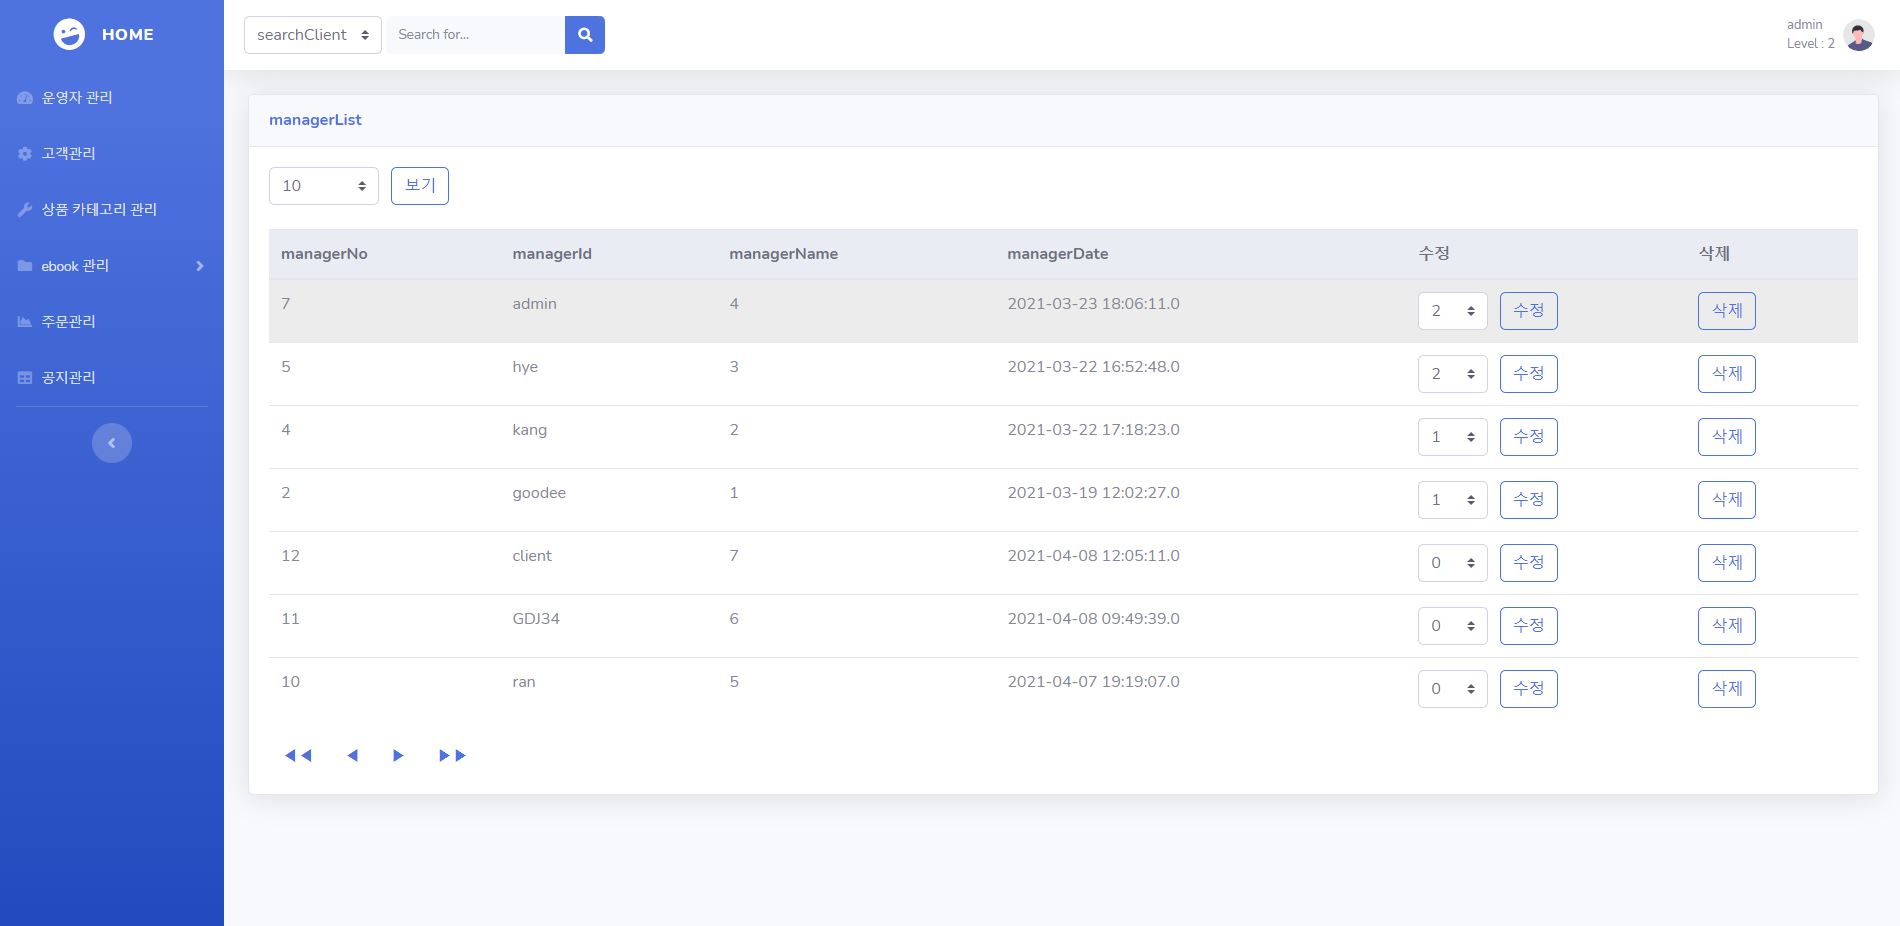 HOME
운영자 관리
고객관리
상품 카테고리 관리
ebook 관리
주문관리
공지관리
searchClient Search for...
admin
Level : 2
managerList
10 보기
managerNo managerId managerName managerDate 수정 삭제
7 admin 4 2021-03-23 18:06:11.0 2 수정 삭제
5 hye 3 2021-03-22 16:52:48.0 2 수정 삭제
4 kang 2 2021-03-22 17:18:23.0 1 수정 삭제
2 goodee 1 2021-03-19 12:02:27.0 1 수정 삭제
12 client 7 2021-04-08 12:05:11.0 0 수정 삭제
11 GDJ34 6 2021-04-08 09:49:39.0 0 수정 삭제
10 ran 5 2021-04-07 19:19:07.0 0 수정 삭제